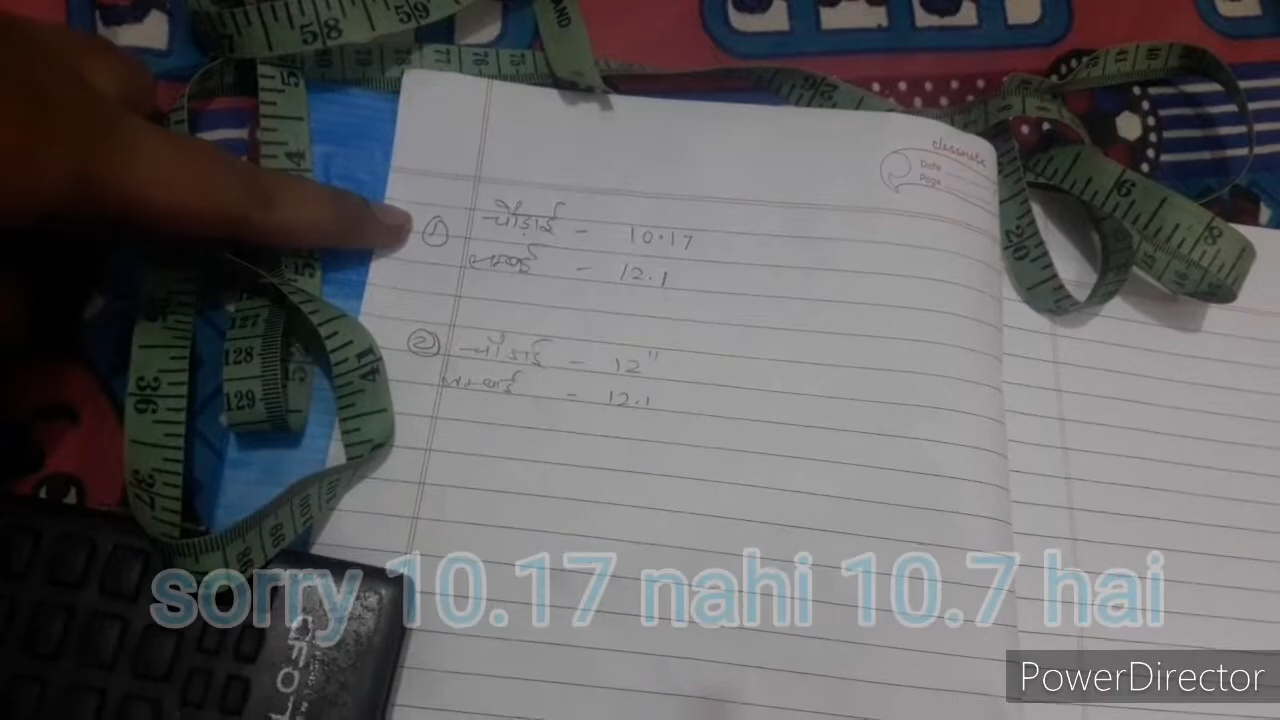 classmate
Date
Page
① चौड़ाई - 10.17
लम्बाई - 12.1
② चौड़ाई - 12"
लम्बाई - 12.1
sorry 10.17 nahi 10.7 hai
PowerDirector